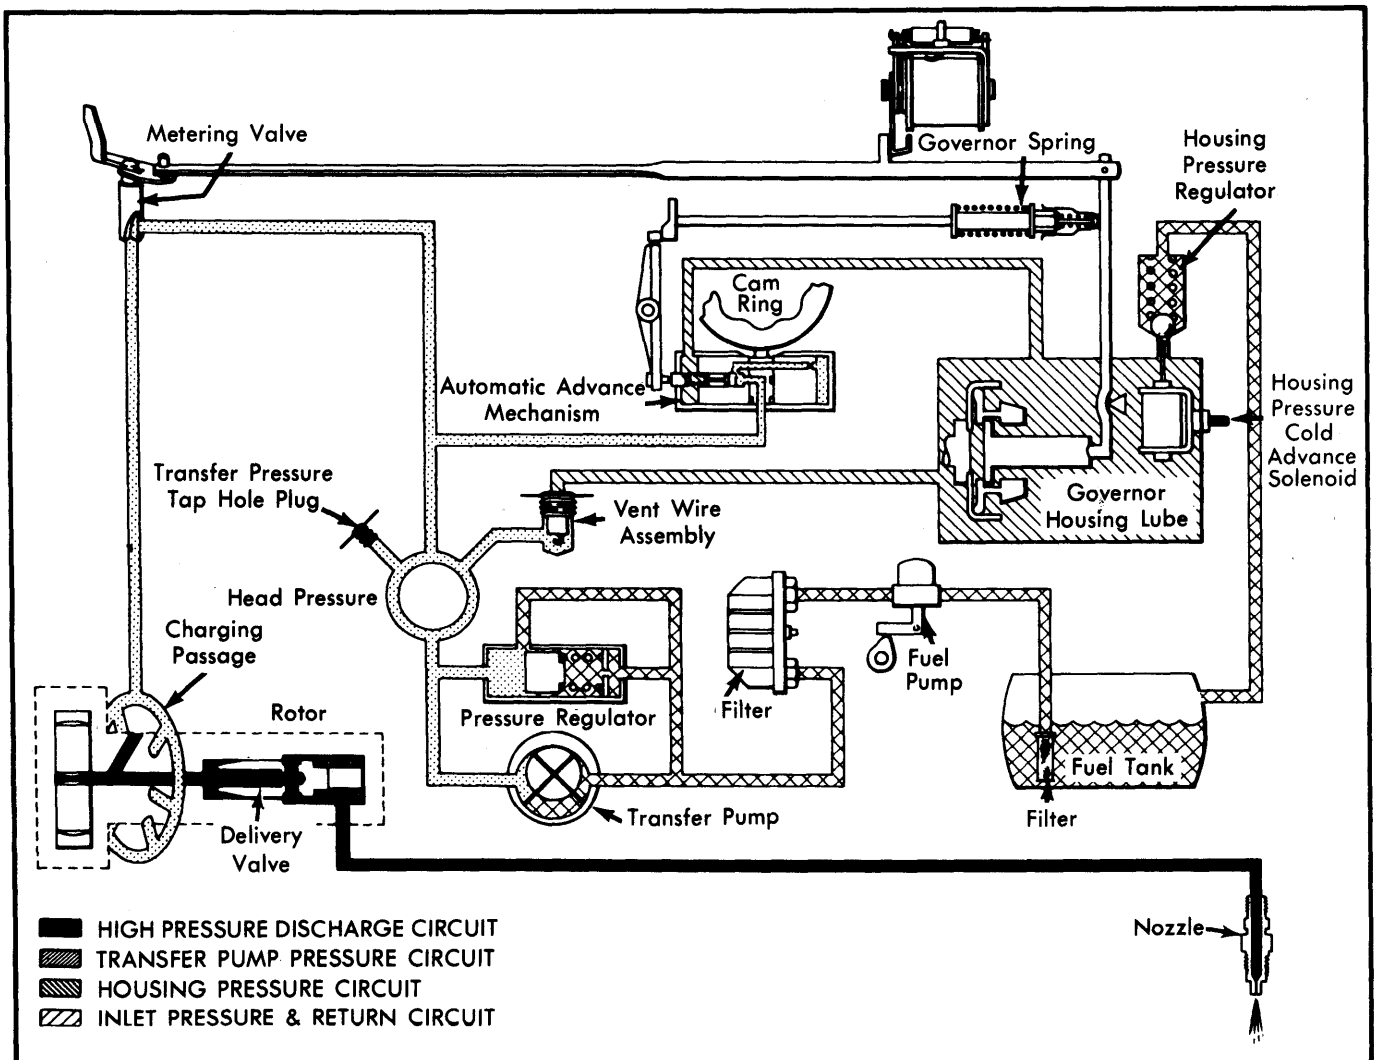 Metering Valve
Governor Spring
Housing
Pressure
Regulator
Cam
Ring
Automatic Advance
Mechanism
Housing
Pressure
Cold
Advance
Solenoid
Transfer Pressure
Tap Hole Plug
Vent Wire
Assembly
Governor
Housing Lube
Head Pressure
Charging
Passage
Fuel
Pump
Filter
Rotor
Pressure Regulator
Fuel Tank
Transfer Pump
Filter
Delivery
Valve
Nozzle
HIGH PRESSURE DISCHARGE CIRCUIT
TRANSFER PUMP PRESSURE CIRCUIT
HOUSING PRESSURE CIRCUIT
INLET PRESSURE & RETURN CIRCUIT